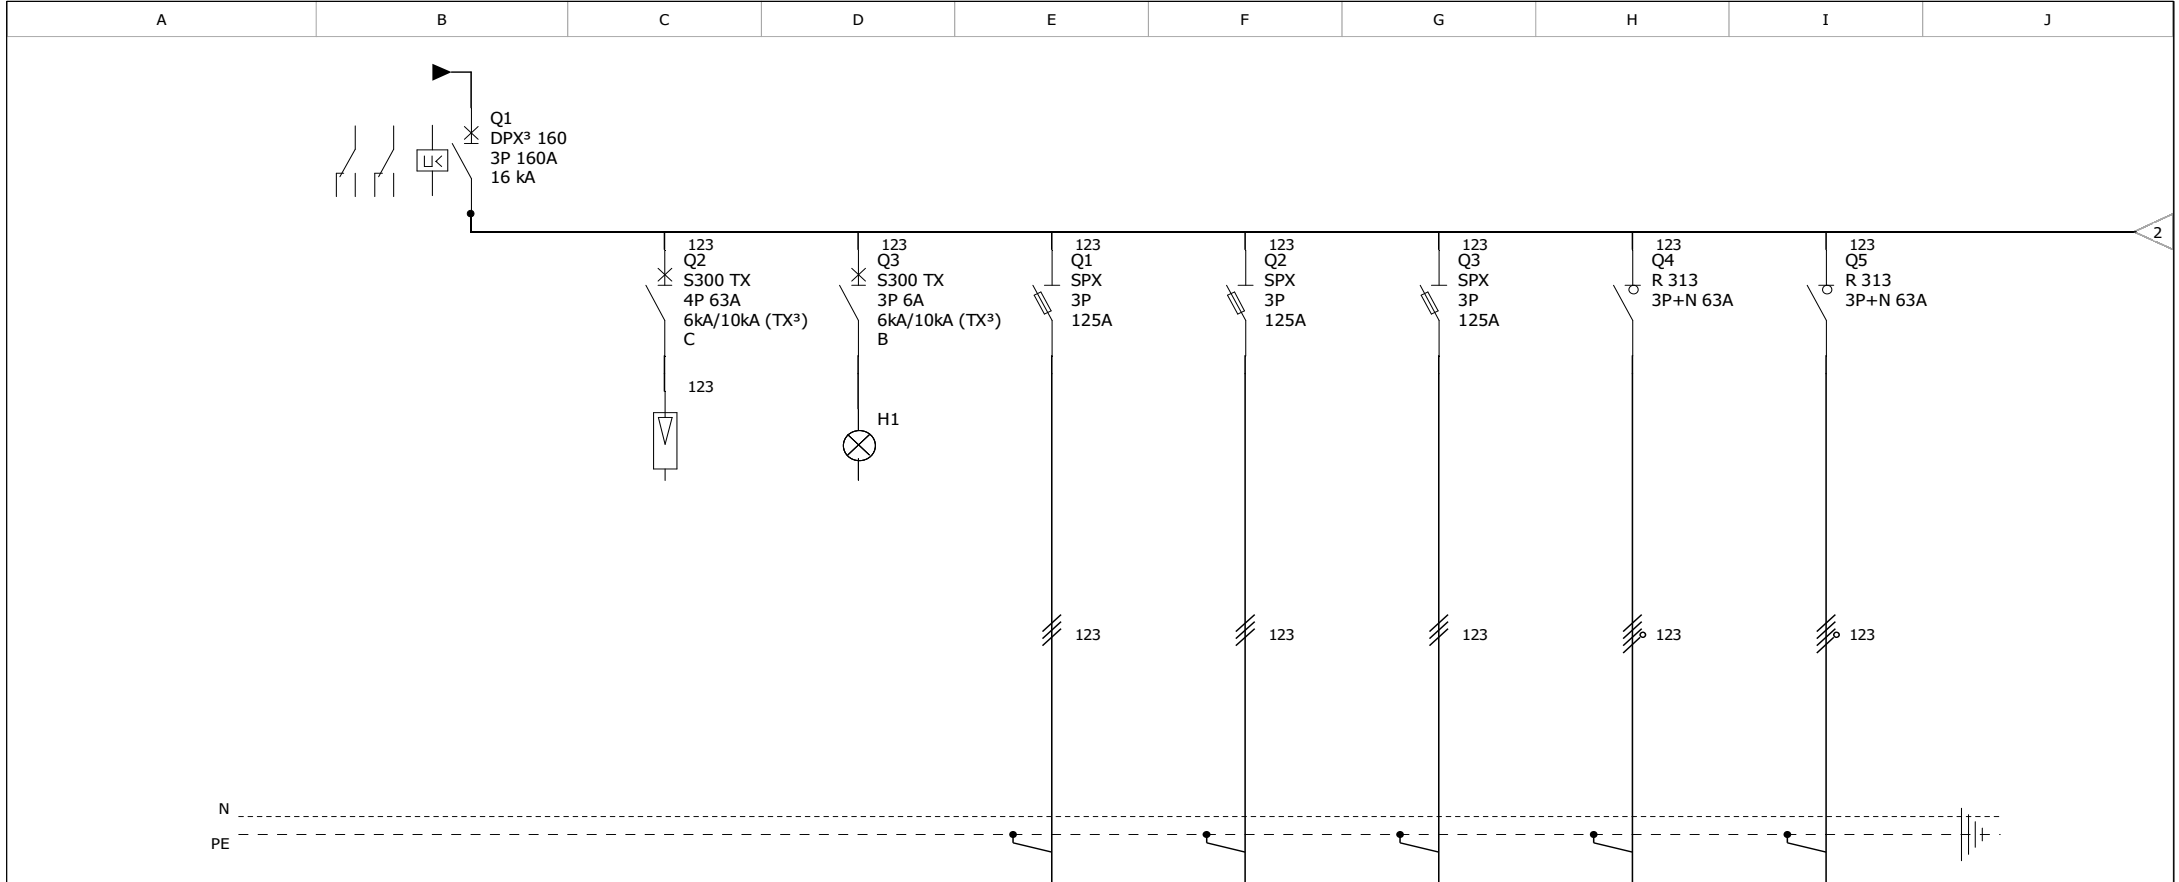 A
B
C
D
E
F
G
H
I
J
Q1
DPX³ 160
3P 160A
16 kA
U<
2
123
Q2
S300 TX
4P 63A
6kA/10kA (TX³)
C
123
123
Q3
S300 TX
3P 6A
6kA/10kA (TX³)
B
H1
123
Q1
SPX
3P
125A
123
Q2
SPX
3P
125A
123
Q3
SPX
3P
125A
123
Q4
R 313
3P+N 63A
123
Q5
R 313
3P+N 63A
123
123
123
123
123
N
PE